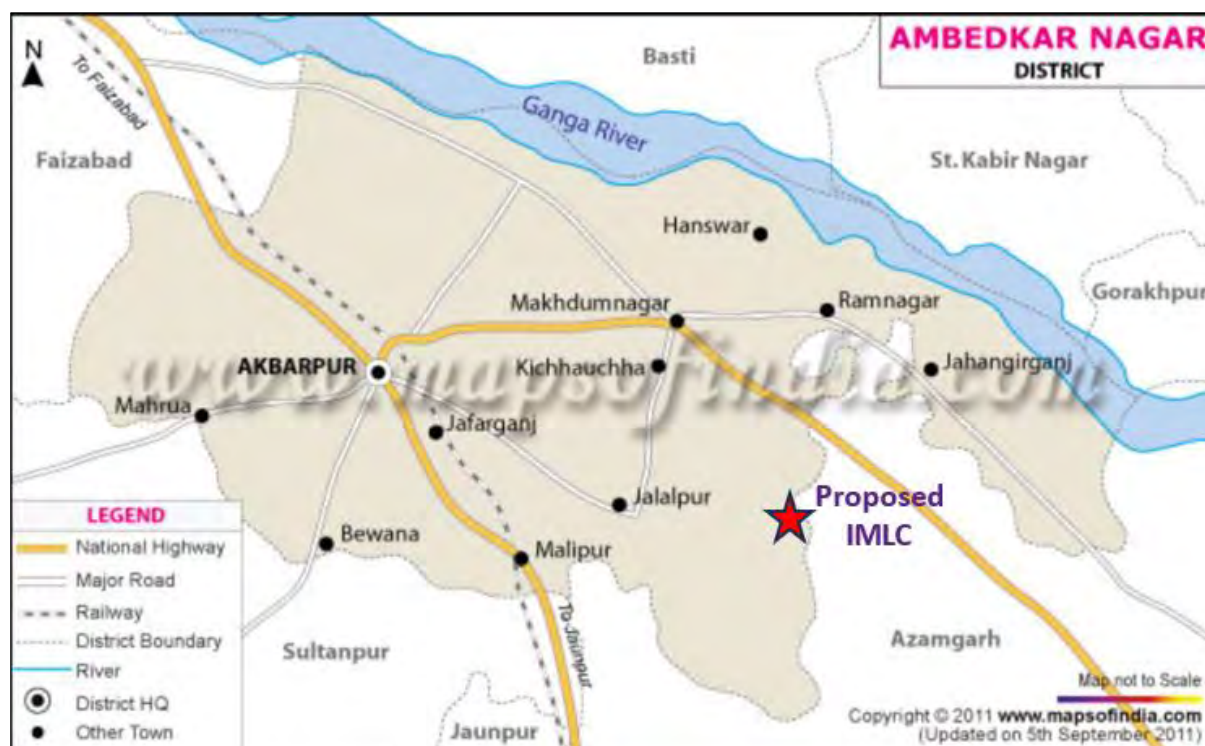 AMBEDKAR NAGAR
DISTRICT
N
To Faizabad
Basti
Ganga River
Faizabad
St. Kabir Nagar
Hanswar
Gorakhpur
Makhdumnagar
Ramnagar
AKBARPUR
Kichhauchha
Jahangirganj
www.mapsofindia.com
Mahrua
Jafarganj
Jalalpur
Proposed
IMLC
Bewana
Malipur
To Jaunpur
Sultanpur
Azamgarh
Jaunpur
LEGEND
National Highway
Major Road
Railway
District Boundary
River
District HQ
Other Town
Map not to Scale
Copyright © 2011 www.mapsofindia.com
(Updated on 5th September 2011)